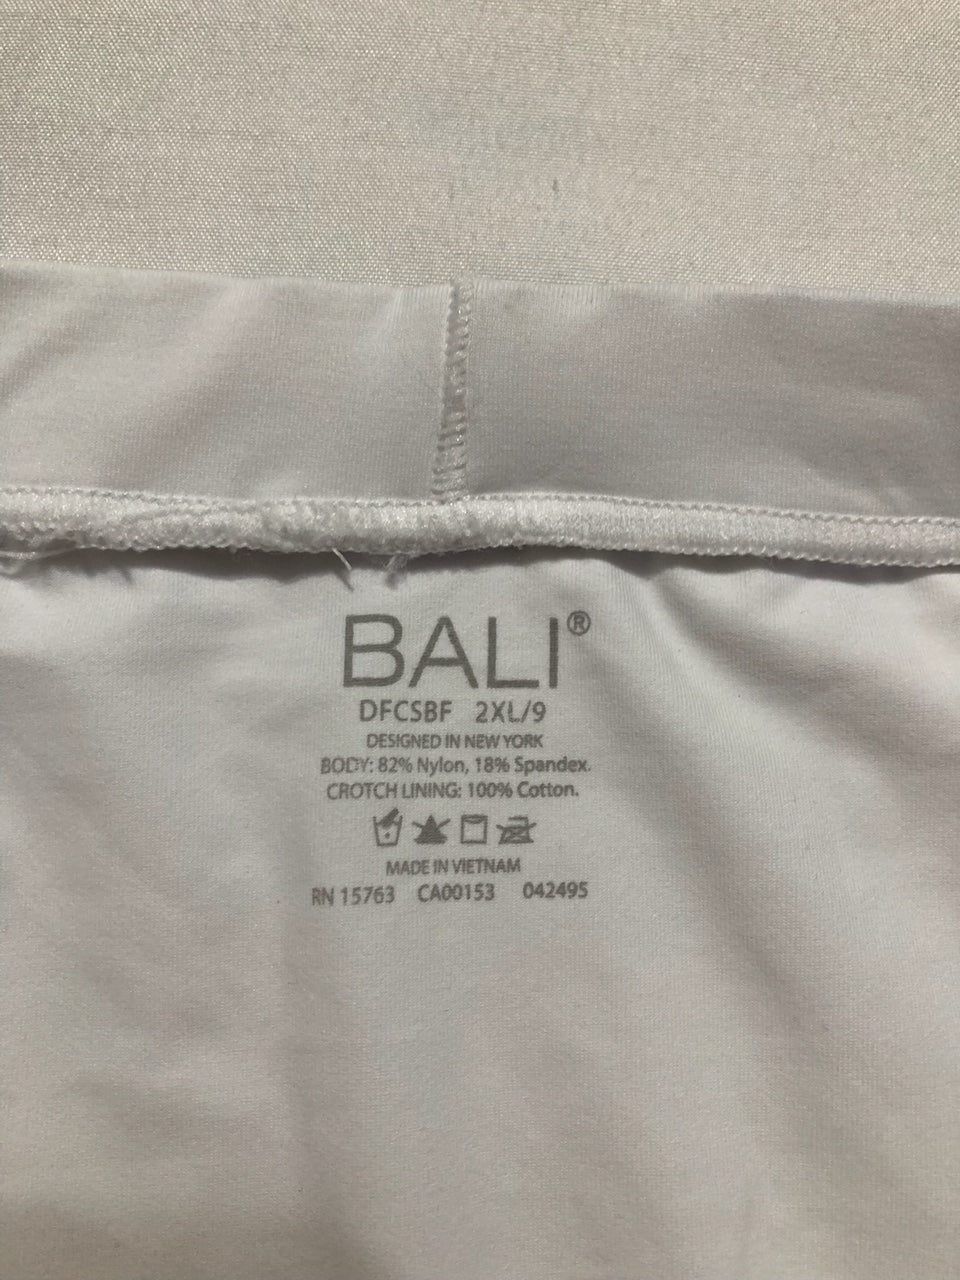 BALI®
DFCSBF 2XL/9
DESIGNED IN NEW YORK
BODY: 82% Nylon, 18% Spandex.
CROTCH LINING: 100% Cotton.
MADE IN VIETNAM
RN 15763 CA00153 042495